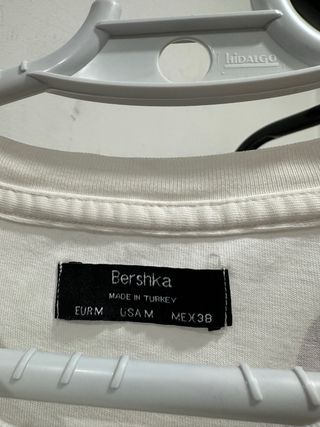 HIDALGO
Bershka
MADE IN TURKEY
EUR M USA M MEX 38